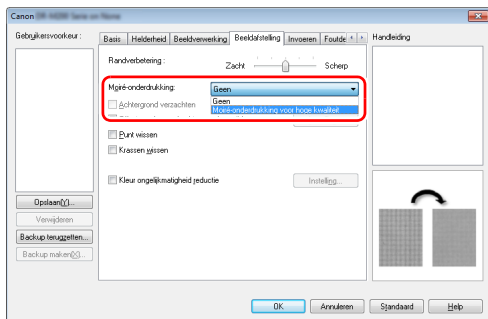 Canon
Gebruikersvoorkeur :
Basis Helderheid Beeldverwerking Beeldafstelling Invoeren Foutde
Handleiding
Randverbetering :
Zacht Scherp
Moiré-onderdrukking: Geen
Geen
Achtergrond verzachten
Moiré-onderdrukking voor hoge kwaliteit
Punt wissen
Krassen wissen
Kleur ongelijkmatigheid reductie
Instelling...
Opslaan(Y)...
Verwijderen
Backup terugzetten...
Backup maken(X)...
OK Annuleren Standaard Help